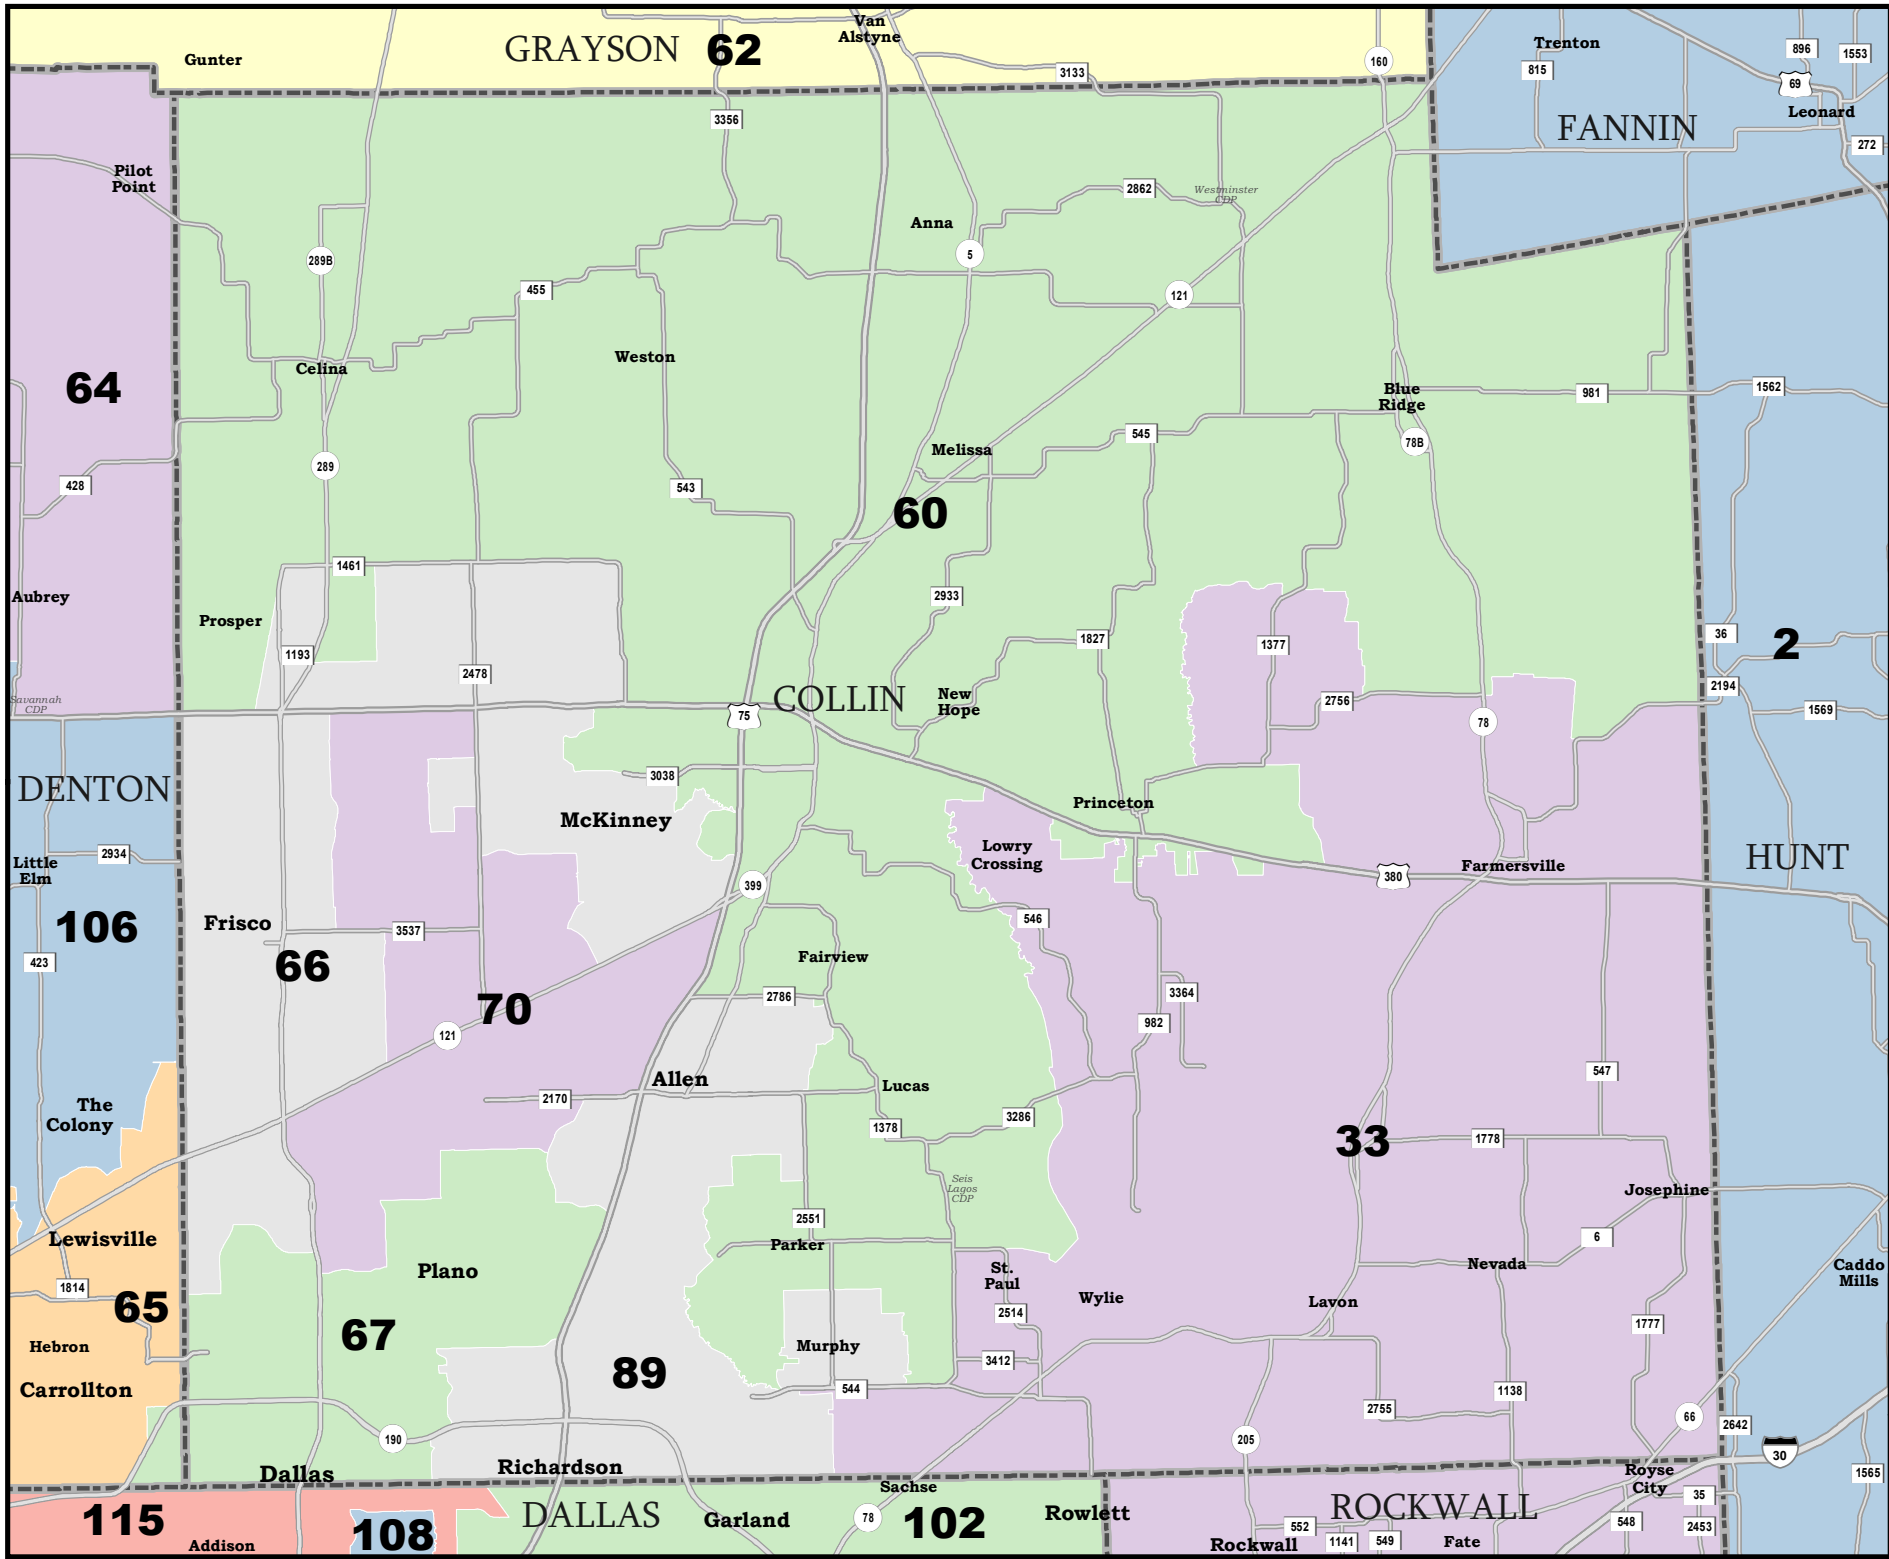 Van
Alstyne
GRAYSON
62
Gunter
3133
160
Trenton
815
896
1553
69
Leonard
FANNIN
272
3356
Pilot
Point
2862
Westminster
CDP
Anna
5
289B
455
121
64
Weston
Celina
Blue
Ridge
981
1562
78B
545
Melissa
289
428
543
60
1461
Aubrey
2933
Prosper
1827
1377
36
2
1193
2478
2194
Savannah
CDP
COLLIN
New
Hope
2756
75
78
1569
DENTON
3038
McKinney
Princeton
2934
Little
Elm
Lowry
Crossing
Farmersville
380
HUNT
399
106
Frisco
3537
546
423
66
Fairview
70
2786
3364
982
121
547
Allen
2170
Lucas
The
Colony
1378
3286
33
1778
Seis
Lagos
CDP
Josephine
2551
6
Lewisville
Parker
Nevada
Plano
St.
Paul
Caddo
Mills
1814
65
Wylie
Lavon
2514
67
1777
Hebron
Murphy
3412
89
Carrollton
544
1138
2755
66
2642
190
205
30
Dallas
Richardson
Royse
City
1565
Sachse
35
115
DALLAS
Garland
78
102
Rowlett
ROCKWALL
108
552
548
2453
Addison
Rockwall
1141
549
Fate